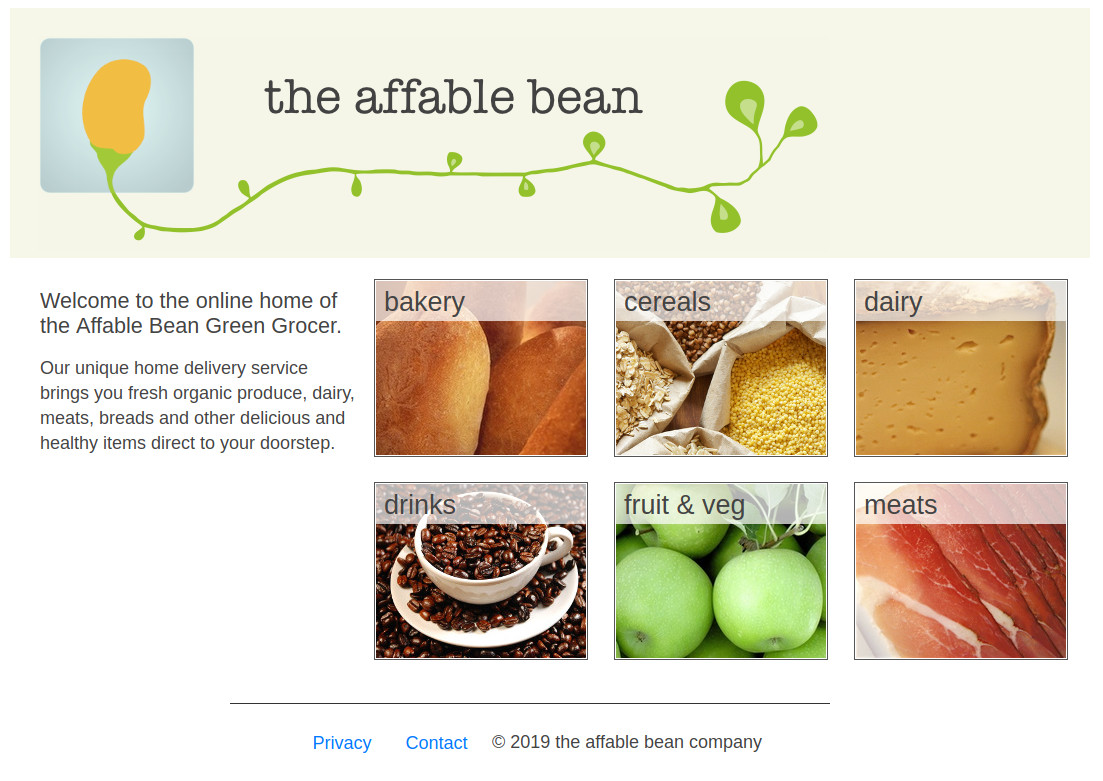 the affable bean
Welcome to the online home of
the Affable Bean Green Grocer.
Our unique home delivery service
brings you fresh organic produce, dairy,
meats, breads and other delicious and
healthy items direct to your doorstep.
bakery
cereals
dairy
drinks
fruit & veg
meats
Privacy Contact © 2019 the affable bean company